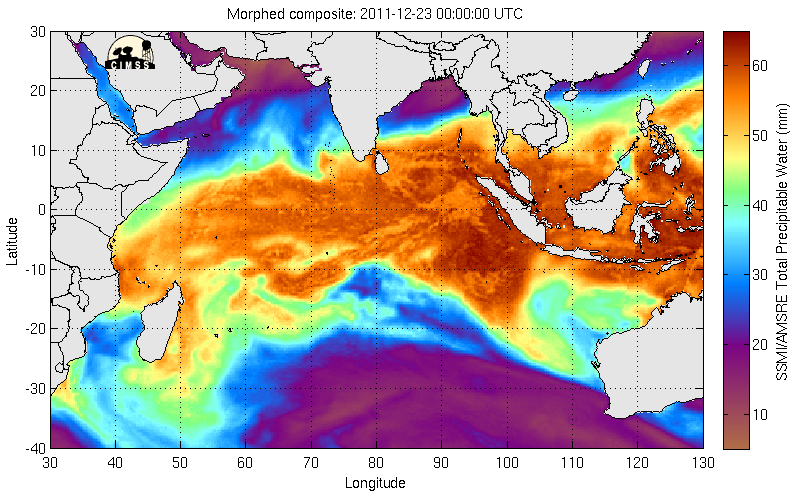 Morphed composite: 2011-12-23 00:00:00 UTC
CIMSS
30
20
10
0
-10
-20
-30
-40
Latitude
30 40 50 60 70 80 90 100 110 120 130
Longitude
60
50
40
30
20
10
SSMI/AMSRE Total Precipitable Water (mm)